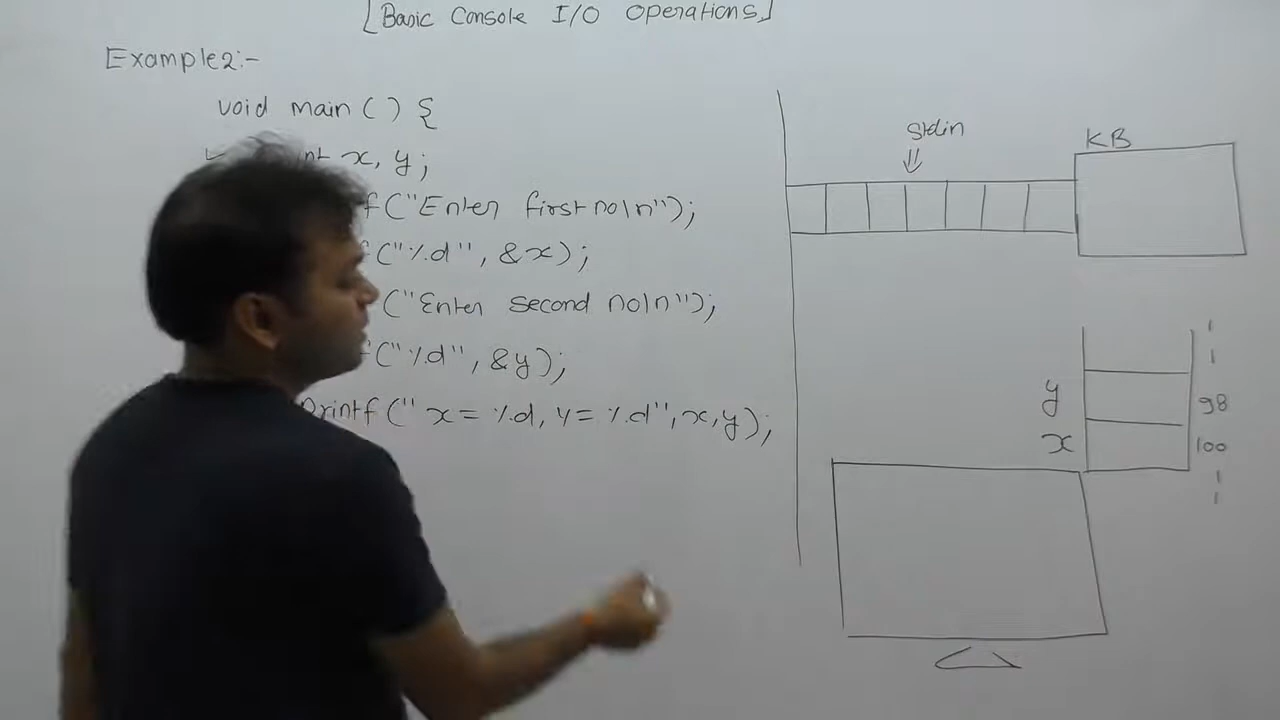 [Basic Console I/O Operations]
Example2:-
void main ( ) {
int x, y;
f("Enter first no\n");
f("%d", &x);
("Enter second no\n");
f("%d", &y);
Printf(" x= %d, y= %d", x, y);
Stdin
KB
y 98
x 100